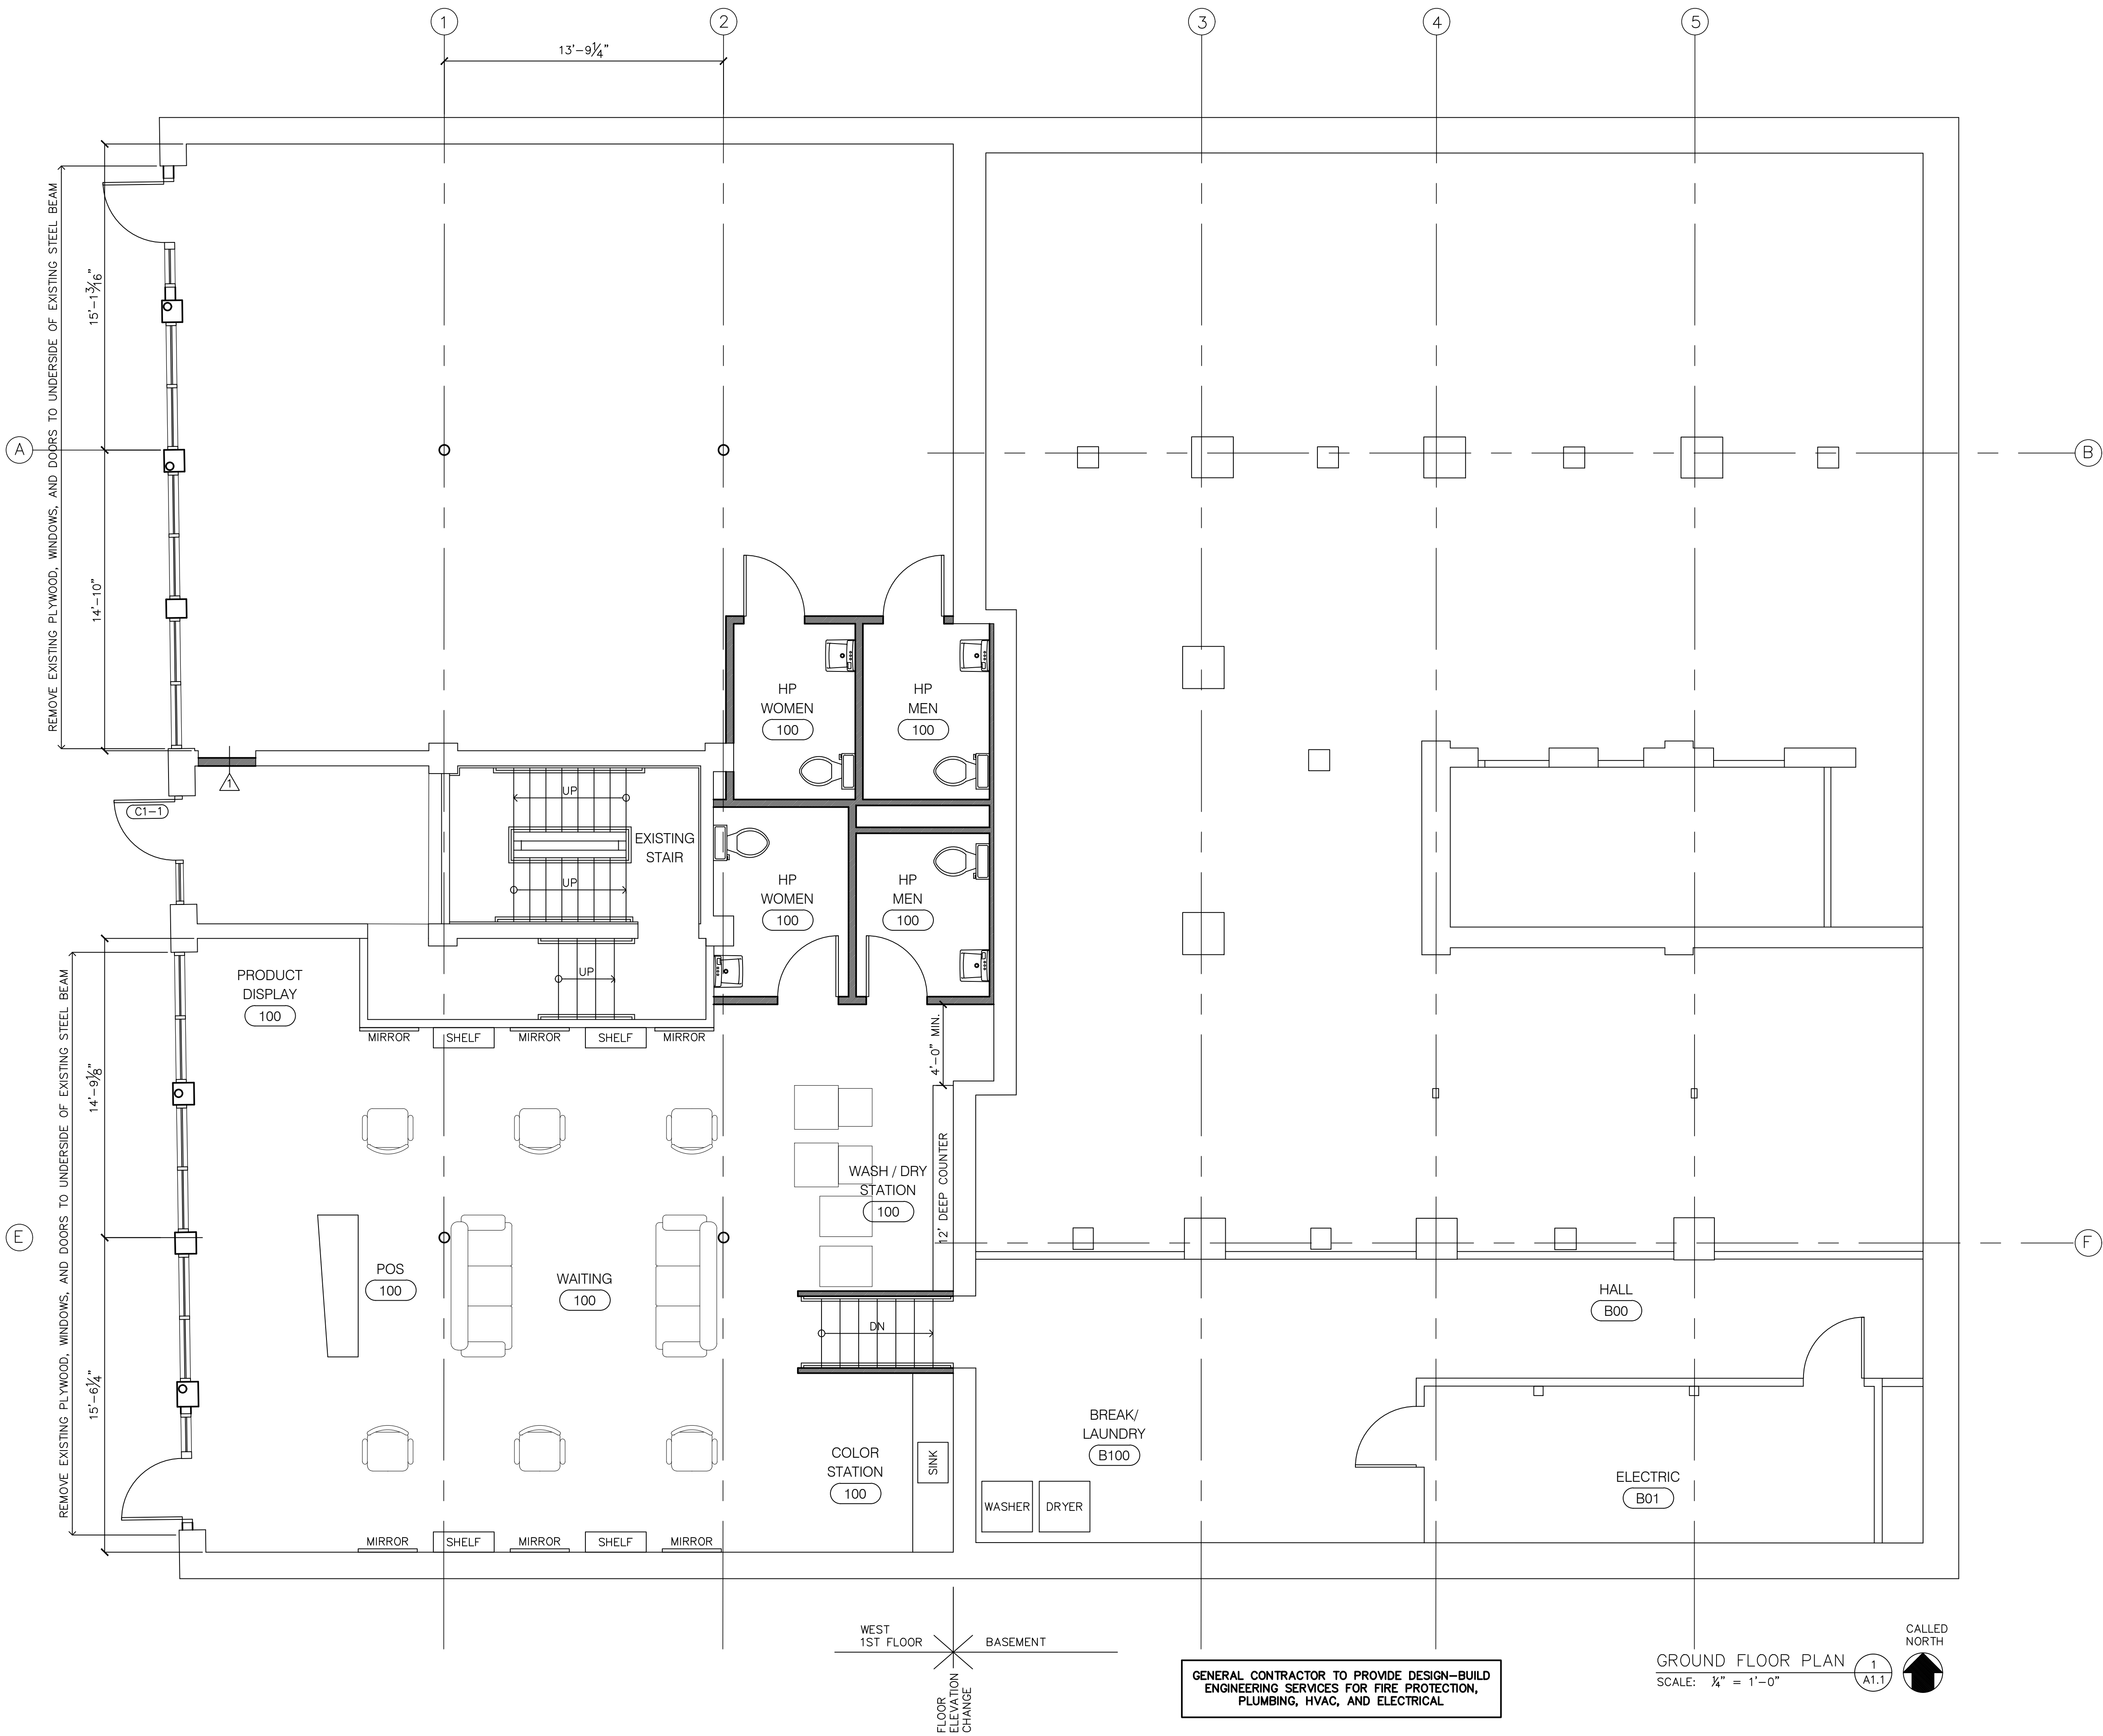 1
2
3
4
5
13'-9¼"
REMOVE EXISTING PLYWOOD, WINDOWS, AND DOORS TO UNDERSIDE OF EXISTING STEEL BEAM
15'-1³⁄₁₆"
A
B
14'-10"
HP
WOMEN
100
HP
MEN
100
1
C1-1
UP
EXISTING
STAIR
UP
HP
WOMEN
100
HP
MEN
100
UP
PRODUCT
DISPLAY
100
MIRROR
SHELF
MIRROR
SHELF
MIRROR
4'-0" MIN.
REMOVE EXISTING PLYWOOD, WINDOWS, AND DOORS TO UNDERSIDE OF EXISTING STEEL BEAM
14'-9⅛"
12' DEEP COUNTER
WASH / DRY
STATION
100
E
F
POS
100
WAITING
100
HALL
B00
DN
15'-6¼"
BREAK/
LAUNDRY
B100
COLOR
STATION
100
SINK
ELECTRIC
B01
WASHER
DRYER
MIRROR
SHELF
MIRROR
SHELF
MIRROR
WEST
1ST FLOOR
BASEMENT
FLOOR
ELEVATION
CHANGE
GENERAL CONTRACTOR TO PROVIDE DESIGN-BUILD
ENGINEERING SERVICES FOR FIRE PROTECTION,
PLUMBING, HVAC, AND ELECTRICAL
GROUND FLOOR PLAN
SCALE: ¼" = 1'-0"
1
A1.1
CALLED
NORTH